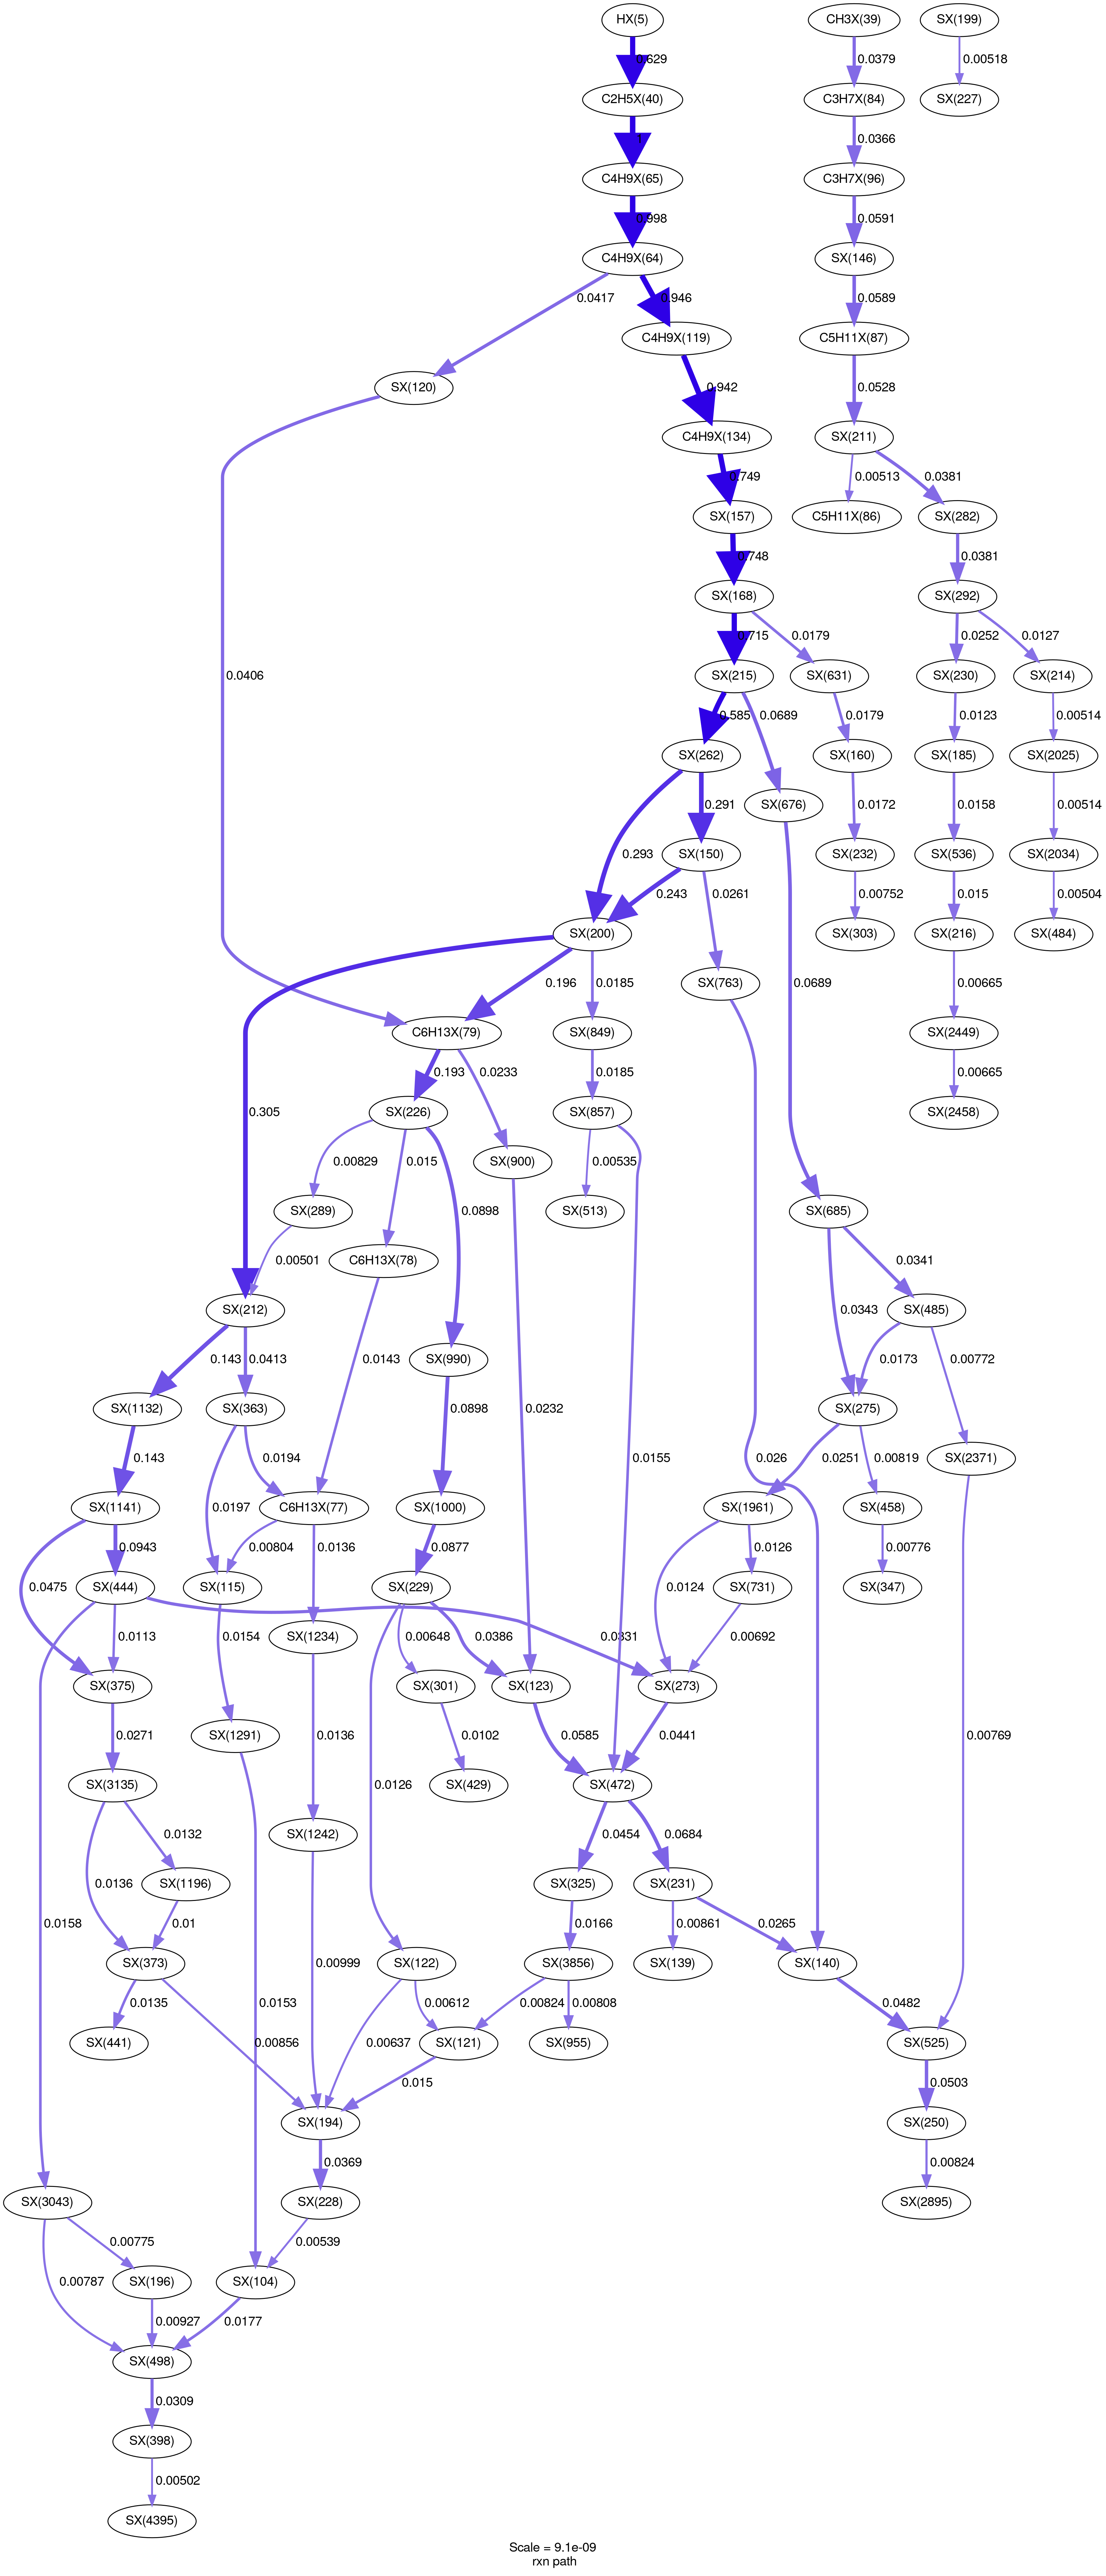 HX(5)
CH3X(39)
SX(199)
0.629
0.0379
0.00518
C2H5X(40)
C3H7X(84)
SX(227)
1
0.0366
C4H9X(65)
C3H7X(96)
0.998
0.0591
C4H9X(64)
SX(146)
0.0417
0.946
0.0589
C4H9X(119)
C5H11X(87)
SX(120)
0.942
0.0528
C4H9X(134)
SX(211)
0.749
0.00513
0.0381
SX(157)
C5H11X(86)
SX(282)
0.748
0.0381
SX(168)
SX(292)
0.0406
0.715
0.0179
0.0252
0.0127
SX(215)
SX(631)
SX(230)
SX(214)
0.585
0.0689
0.0179
0.0123
0.00514
SX(262)
SX(160)
SX(185)
SX(2025)
0.291
SX(676)
0.0172
0.0158
0.00514
0.293
SX(150)
SX(232)
SX(536)
SX(2034)
0.243
0.0261
0.00752
0.015
0.00504
SX(200)
SX(303)
SX(216)
SX(484)
0.196
0.0185
SX(763)
0.0689
0.00665
C6H13X(79)
SX(849)
SX(2449)
0.193
0.0233
0.0185
0.00665
0.305
SX(226)
SX(857)
SX(2458)
0.00829
0.015
SX(900)
0.00535
SX(289)
0.0898
SX(513)
SX(685)
0.00501
C6H13X(78)
0.0343
0.0341
SX(212)
SX(485)
0.143
0.0413
0.0143
SX(990)
0.0173
0.00772
SX(1132)
SX(363)
0.0898
0.0232
SX(275)
0.143
0.0194
0.0155
0.026
0.0251
0.00819
SX(2371)
SX(1141)
0.0197
C6H13X(77)
SX(1000)
SX(1961)
SX(458)
0.0943
0.00804
0.0136
0.0877
0.0126
0.00776
0.0475
SX(444)
SX(115)
SX(229)
0.0124
SX(731)
SX(347)
0.0113
0.0154
SX(1234)
0.00648
0.0386
0.0331
0.00692
SX(375)
SX(301)
SX(123)
SX(273)
0.0271
SX(1291)
0.0136
0.0102
0.0585
0.0441
0.00769
SX(3135)
0.0126
SX(429)
SX(472)
0.0132
SX(1242)
0.0454
0.0684
0.0136
SX(1196)
SX(325)
SX(231)
0.0158
0.01
0.0166
0.00861
0.0265
SX(373)
0.00999
SX(122)
SX(3856)
SX(139)
SX(140)
0.0135
0.0153
0.00612
0.00824
0.00808
0.0482
SX(441)
0.00856
0.00637
SX(121)
SX(955)
SX(525)
0.015
0.0503
SX(194)
SX(250)
0.0369
0.00824
SX(3043)
SX(228)
SX(2895)
0.00775
0.00539
0.00787
SX(196)
SX(104)
0.00927
0.0177
SX(498)
0.0309
SX(398)
0.00502
SX(4395)
Scale = 9.1e-09
rxn path